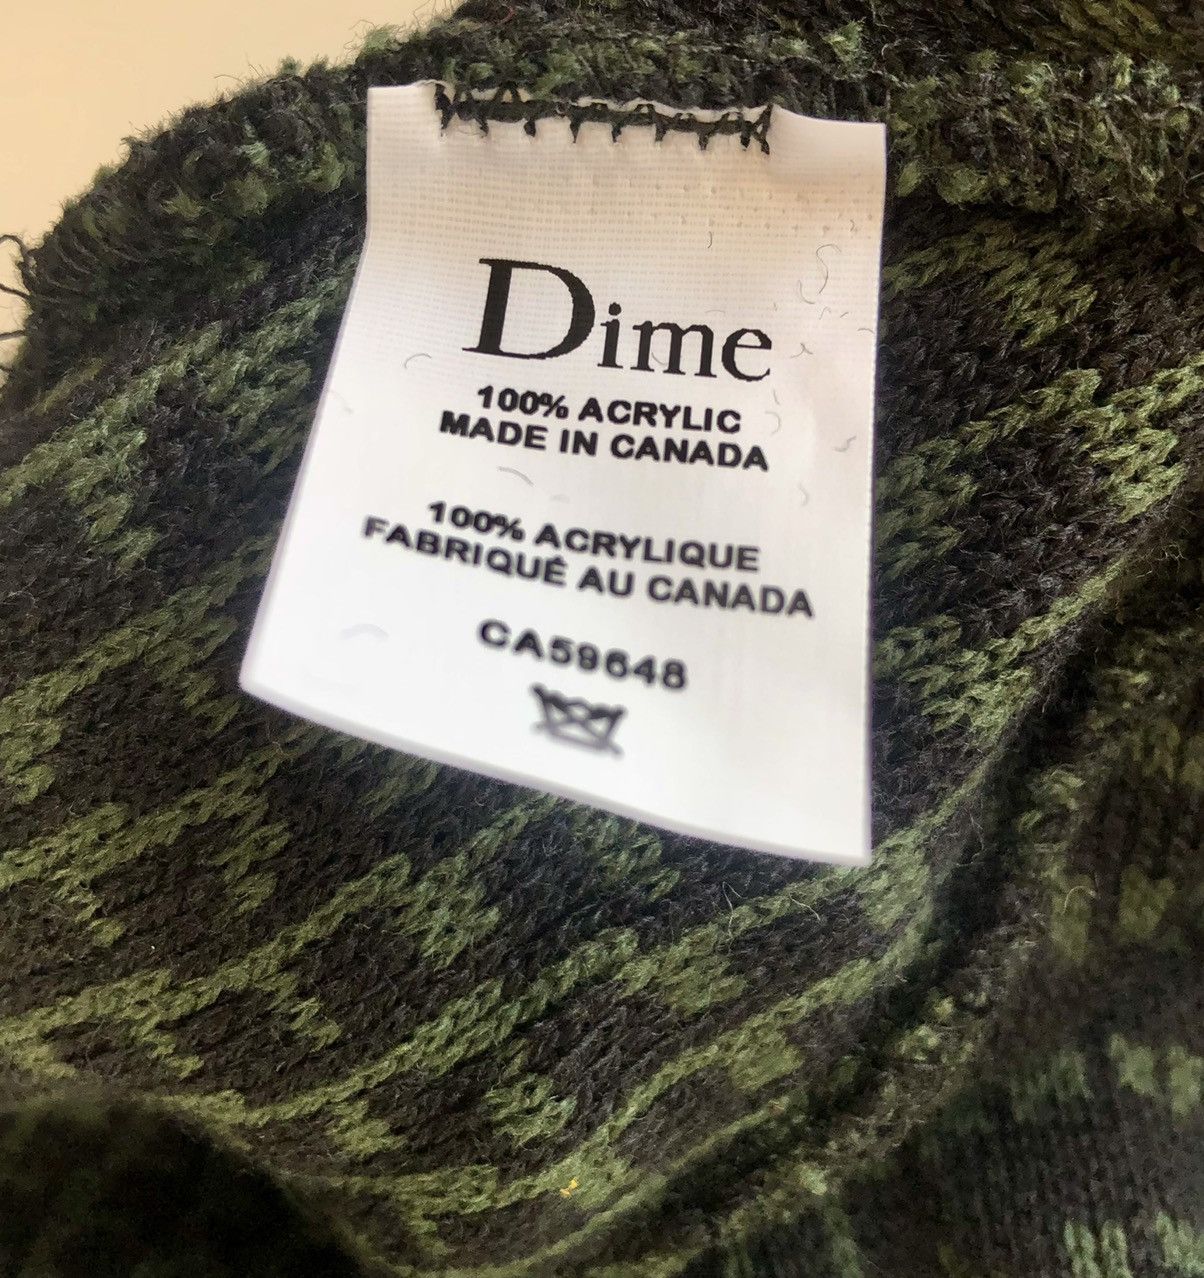 Dime
100% ACRYLIC
MADE IN CANADA
100% ACRYLIQUE
FABRIQUÉ AU CANADA
CA59648